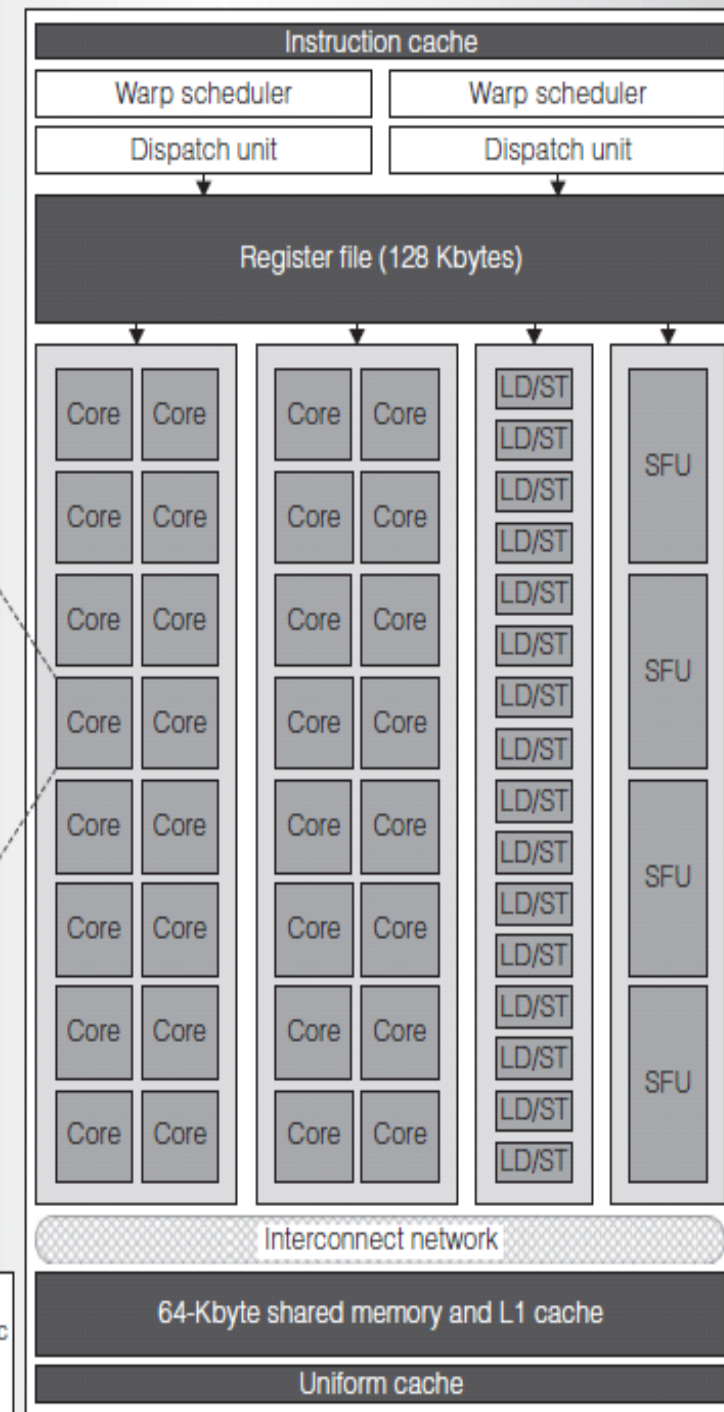 Instruction cache
Warp scheduler Warp scheduler
Dispatch unit Dispatch unit
Register file (128 Kbytes)
Core Core Core Core LD/ST SFU
LD/ST
Core Core Core Core LD/ST
LD/ST
Core Core Core Core LD/ST SFU
LD/ST
Core Core Core Core LD/ST
LD/ST
Core Core Core Core LD/ST SFU
LD/ST
Core Core Core Core LD/ST
LD/ST
Core Core Core Core LD/ST SFU
LD/ST
Core Core Core Core LD/ST
LD/ST
Interconnect network
64-Kbyte shared memory and L1 cache
c
Uniform cache